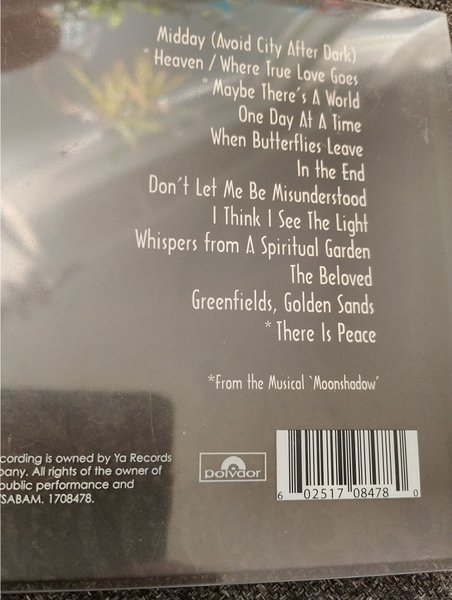 Midday (Avoid City After Dark)
* Heaven / Where True Love Goes
* Maybe There's A World
One Day At A Time
When Butterflies Leave
In the End
Don't Let Me Be Misunderstood
I Think I See The Light
Whispers from A Spiritual Garden
The Beloved
Greenfields, Golden Sands
* There Is Peace
*From the Musical 'Moonshadow'
cording is owned by Ya Records
pany. All rights of the owner of
public performance and
/SABAM. 1708478.
polydor
6 02517 08478 0